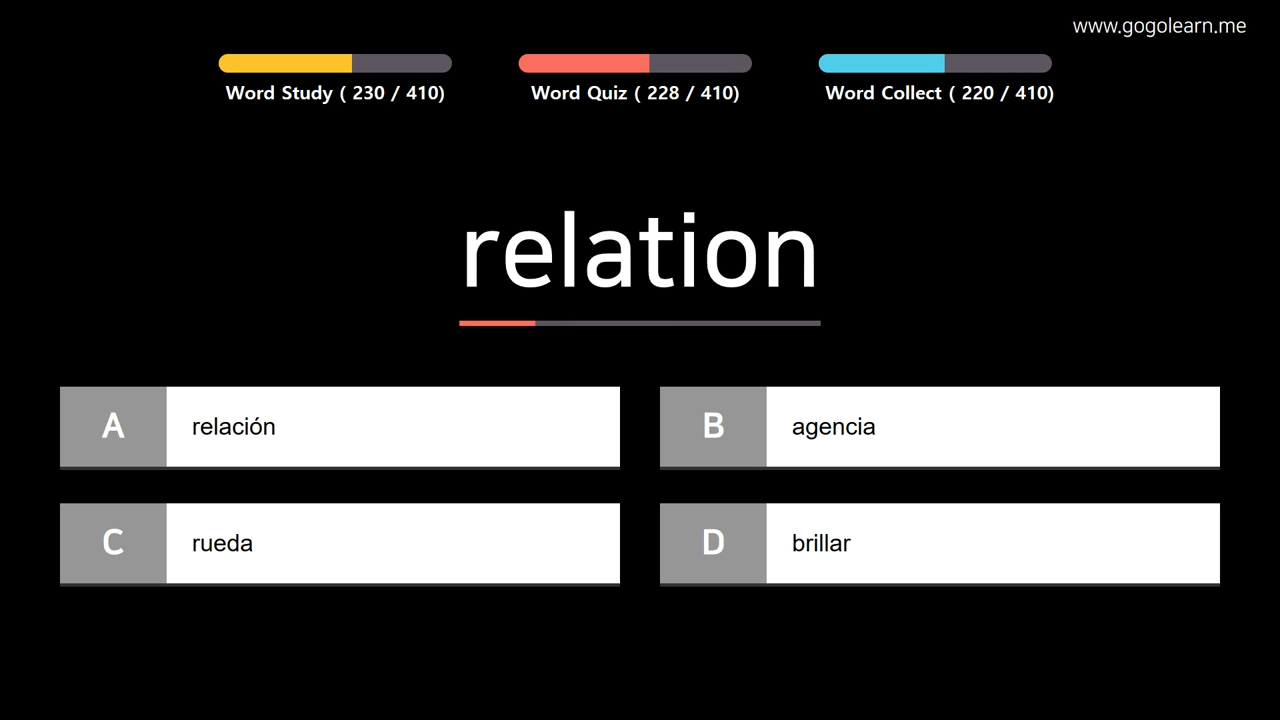 www.gogolearn.me
Word Study ( 230 / 410)
Word Quiz ( 228 / 410)
Word Collect ( 220 / 410)
relation
A relación
B agencia
C rueda
D brillar